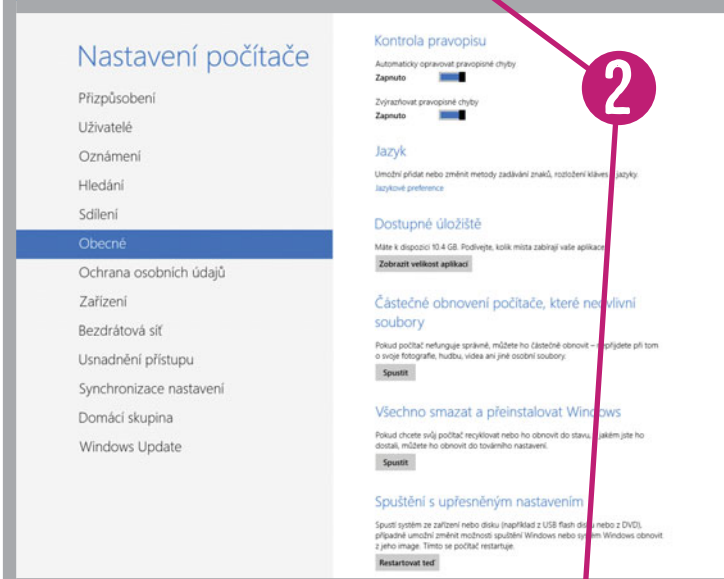 Nastavení počítače
Přizpůsobení
Uživatelé
Oznámení
Hledání
Sdílení
Obecné
Ochrana osobních údajů
Zařízení
Bezdrátová síť
Usnadnění přístupu
Synchronizace nastavení
Domácí skupina
Windows Update
Kontrola pravopisu
Automaticky opravovat pravopisné chyby
Zapnuto
Zvýrazňovat pravopisné chyby
Zapnuto
Jazyk
Umožní přidat nebo změnit metody zadávání znaků, rozložení kláves jazyky.
Jazykové preference
Dostupné úložiště
Máte k dispozici 10.4 GB. Podívejte, kolik místa zabírají vaše aplikace
Zobrazit velikost aplikací
Částečné obnovení počítače, které neovlivní
soubory
Pokud počítač nefunguje správně, můžete ho částečně obnovit – nepřijdete při tom
o svoje fotografie, hudbu, videa ani jiné osobní soubory.
Spustit
Všechno smazat a přeinstalovat Windows
Pokud chcete svůj počítač recyklovat nebo ho obnovit do stavu, jakém jste ho
dostali, můžete ho obnovit do továrního nastavení.
Spustit
Spuštění s upřesněným nastavením
Spustí systém ze zařízení nebo disku (například z USB flash disku nebo z DVD),
případně umožní změnit možnosti spuštění Windows nebo systém Windows obnovit
z jeho image. Tímto se počítač restartuje.
Restartovat teď
2